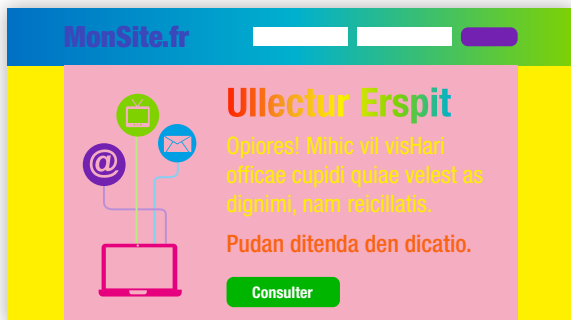 MonSite.fr
@
Ullectur Erspit
Opiores! Mihic vil visHari
officae cupidi quiae velest as
dignimi, nam reicillatis.
Pudan ditenda den dicatio.
Consulter